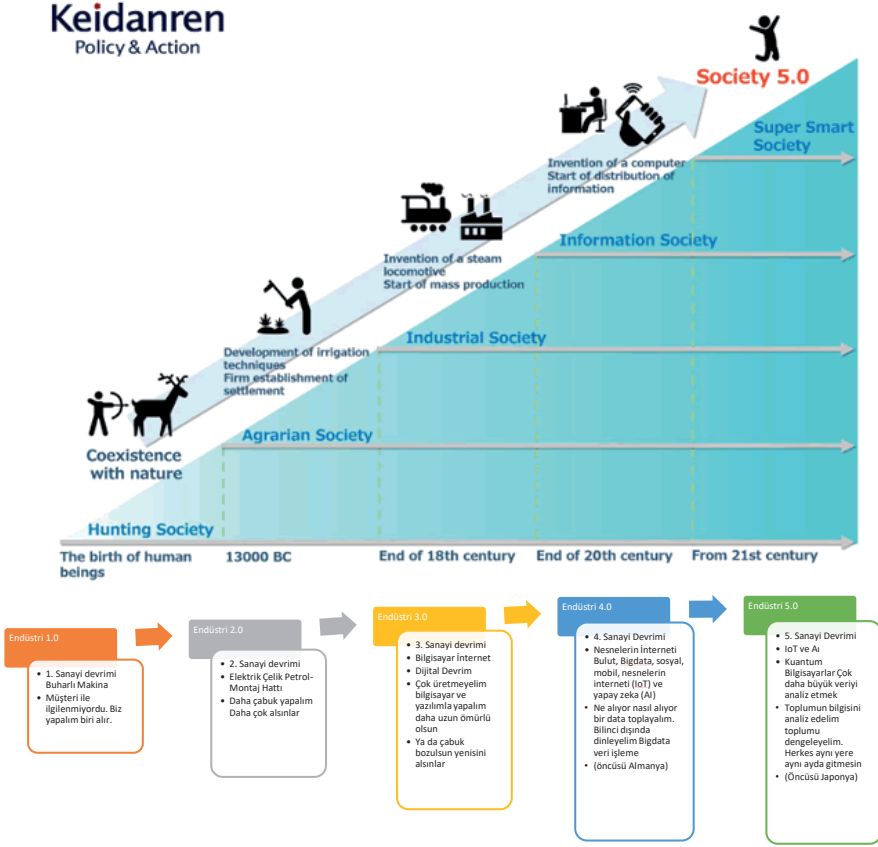 Keidanren
Policy & Action
Society 5.0
Super Smart
Society
Invention of a computer
Start of distribution of
information
Information Society
Invention of a steam
locomotive
Start of mass production
Industrial Society
Development of irrigation
techniques
Firm establishment of
settlement
Agrarian Society
Coexistence
with nature
Hunting Society
The birth of human
beings
13000 BC
End of 18th century
End of 20th century
From 21st century
Endüstri 1.0
• 1. Sanayi devrimi
Buharlı Makina
• Müşteri ile
ilgilenmiyordu. Biz
yapalım biri alır.
Endüstri 2.0
• 2. Sanayi devrimi
• Elektrik Çelik Petrol-
Montaj Hattı
• Daha çabuk yapalım
Daha çok alsınlar
Endüstri 3.0
• 3. Sanayi devrimi
• Bilgisayar İnternet
• Dijital Devrim
• Çok üretmeyelim
bilgisayar ve
yazılımla yapalım
daha uzun ömürlü
olsun
• Ya da çabuk
bozulsun yenisini
alsınlar
Endüstri 4.0
• 4. Sanayi Devrimi
• Nesnelerin İnterneti
Bulut, Bigdata, sosyal,
mobil, nesnelerin
interneti (IoT) ve
yapay zeka (AI)
• Ne alıyor nasıl alıyor
bir data toplayalım.
Bilinci dışında
dinleyelim Bigdata
veri işleme
• (öncüsü Almanya)
Endüstri 5.0
• 5. Sanayi Devrimi
• IoT ve Aı
• Kuantum
Bilgisayarlar Çok
daha büyük veriyi
analiz etmek
• Toplumun bilgisini
analiz edelim
toplumu
dengeleyelim.
Herkes aynı yere
aynı ayda gitmesin
• (Öncüsü Japonya)